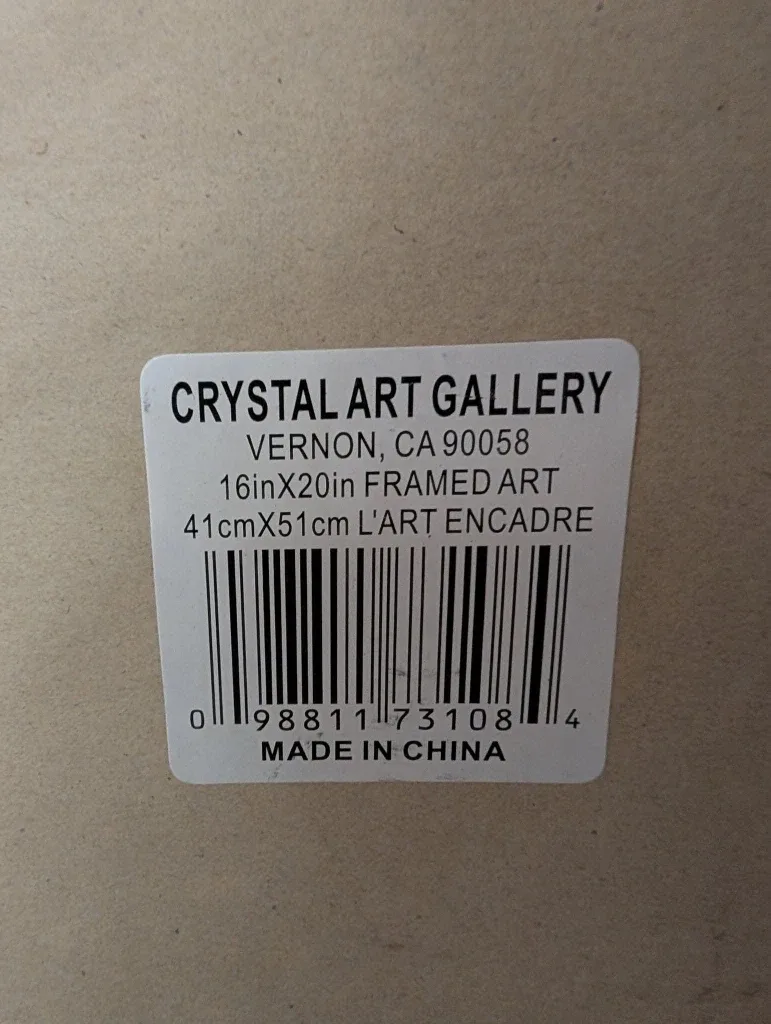 CRYSTAL ART GALLERY
VERNON, CA 90058
16inX20in FRAMED ART
41cmX51cm L'ART ENCADRE
0 98811 73108 4
MADE IN CHINA